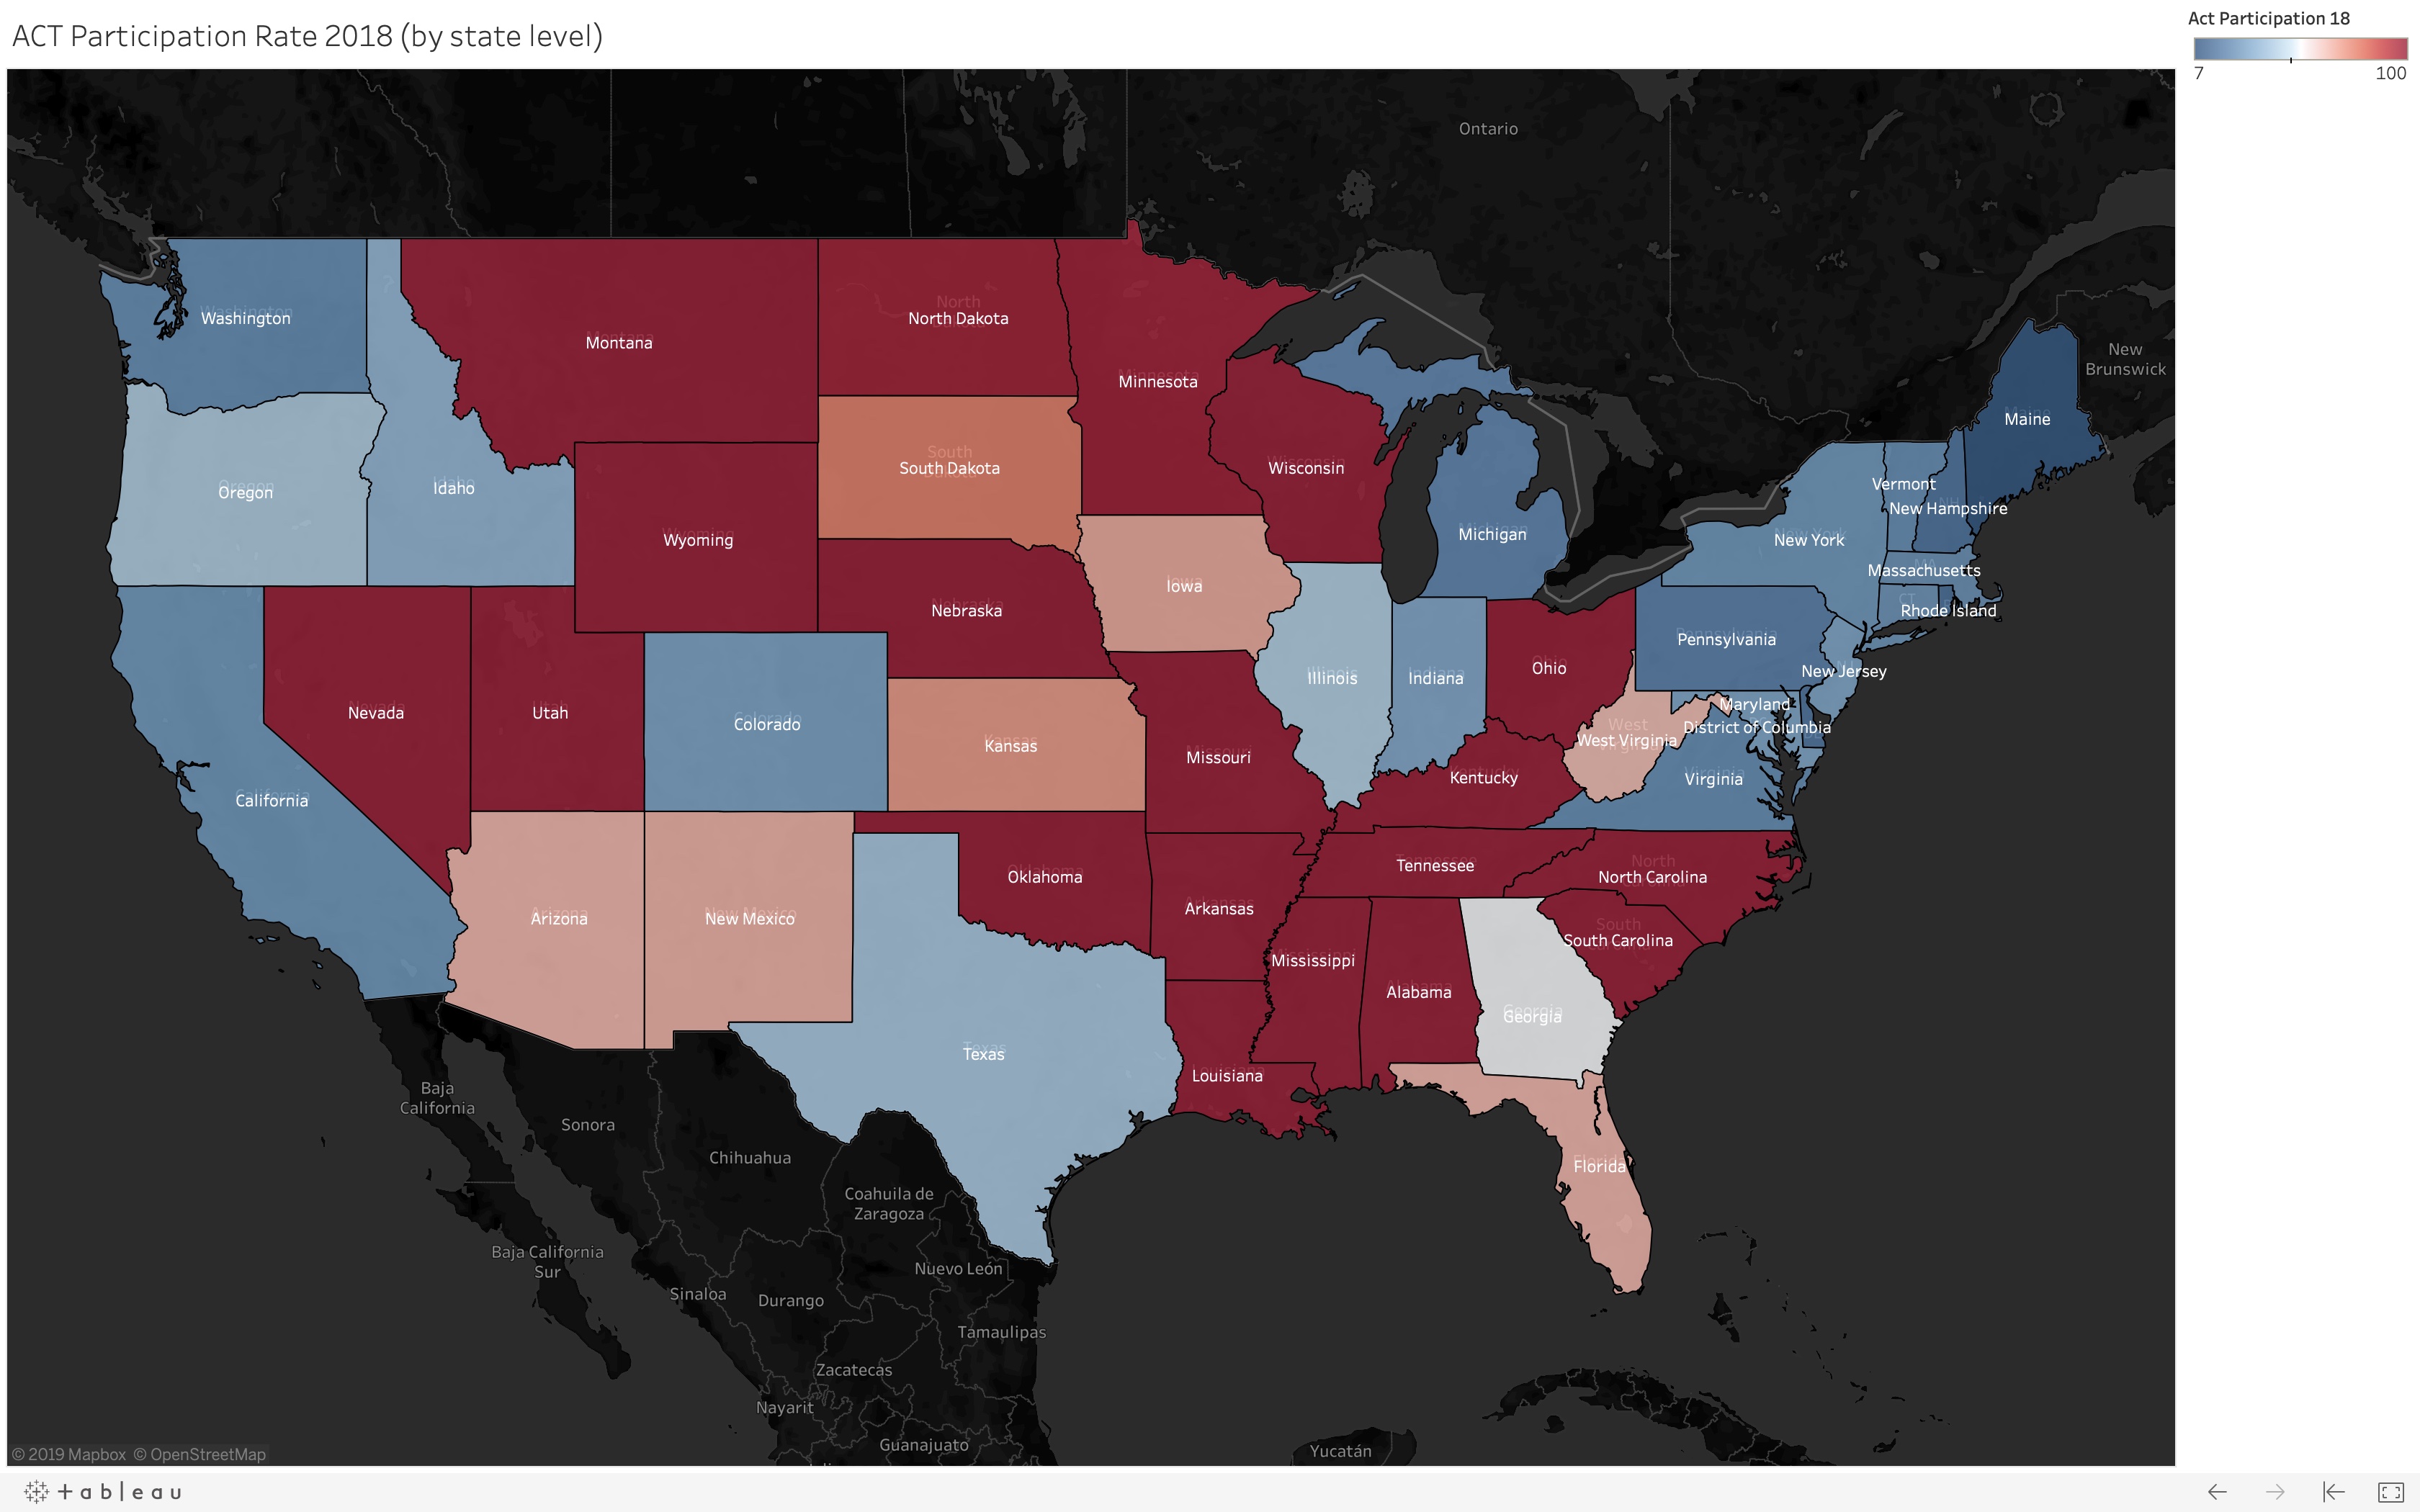 ACT Participation Rate 2018 (by state level)
Act Participation 18
7
100
Ontario
New
Brunswick
Washington
Montana
North Dakota
Minnesota
Maine
Oregon
Idaho
South Dakota
Wisconsin
Vermont
New Hampshire
Wyoming
Michigan
New York
Massachusetts
Nebraska
Iowa
Rhode Island
Pennsylvania
New Jersey
Nevada
Utah
Colorado
Kansas
Illinois
Indiana
Ohio
Maryland
District of Columbia
West Virginia
Virginia
California
Missouri
Kentucky
Arizona
New Mexico
Oklahoma
Arkansas
Tennessee
North Carolina
South Carolina
Mississippi
Alabama
Georgia
Texas
Louisiana
Florida
Baja
California
Sonora
Chihuahua
Coahuila de
Zaragoza
Baja California
Sur
Nuevo León
Sinaloa
Durango
Tamaulipas
Zacatecas
Nayarit
Guanajuato
Yucatán
© 2019 Mapbox © OpenStreetMap
+ableau